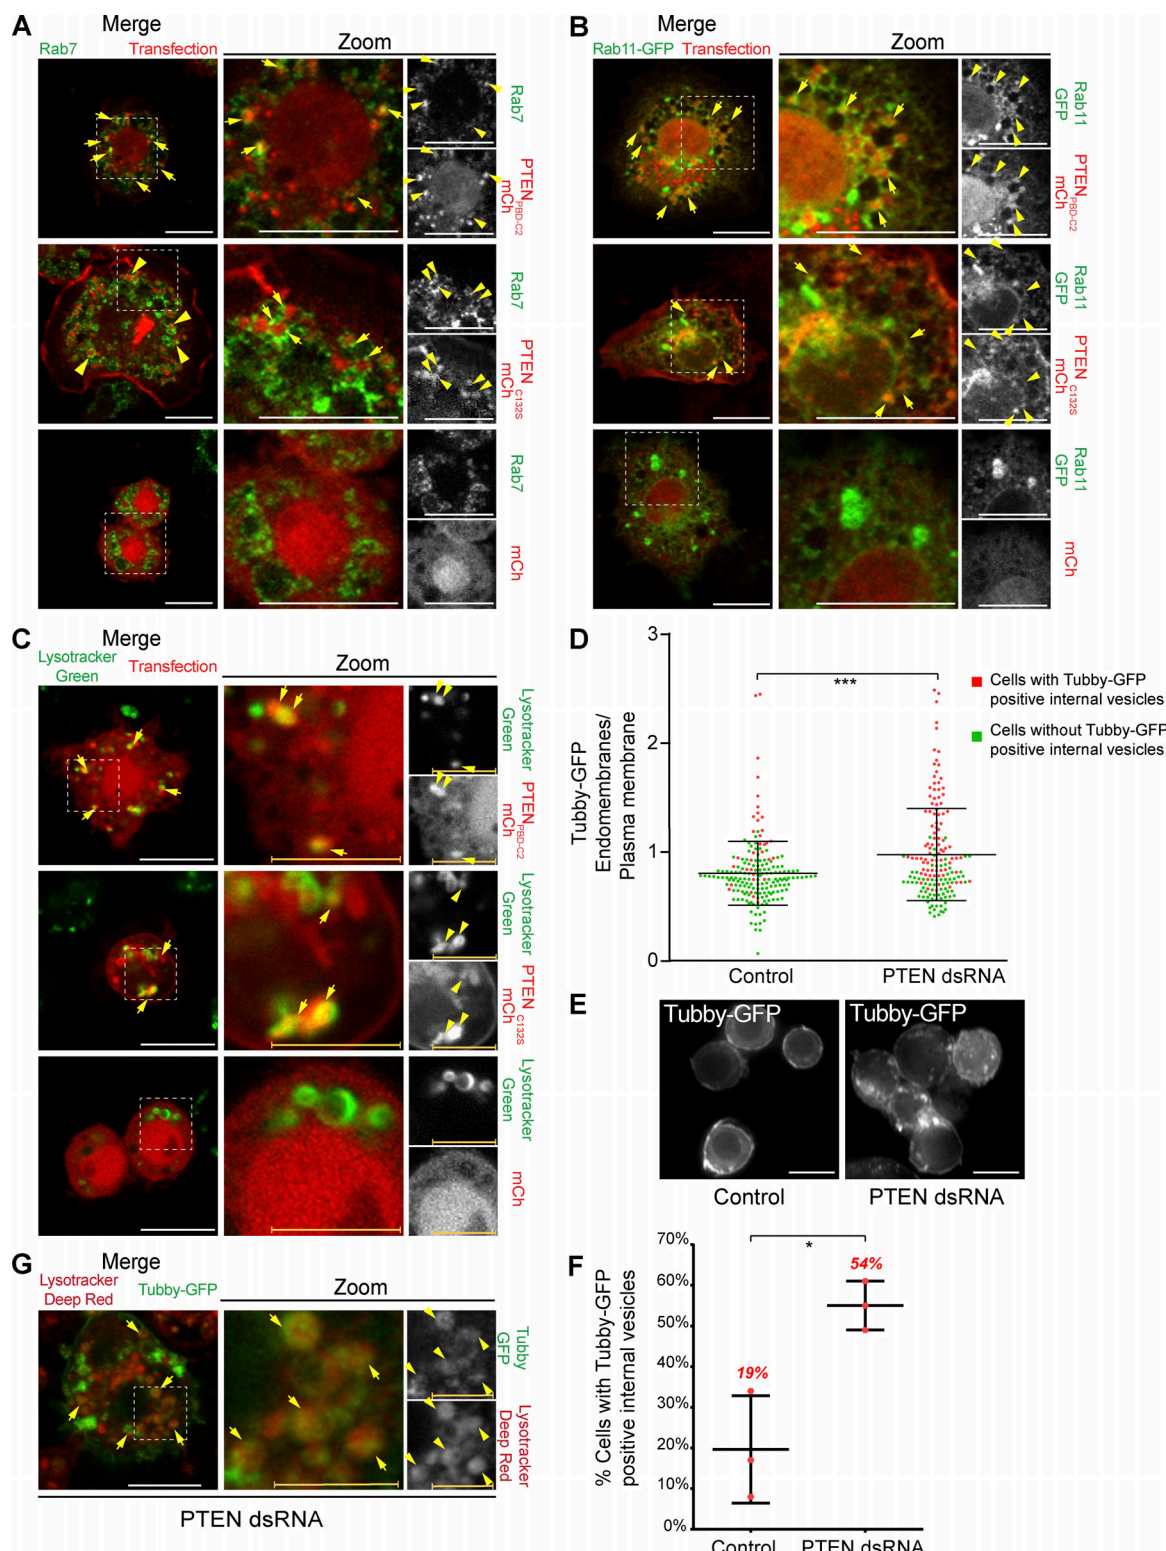 A
Merge
Rab7
Transfection
Zoom
Rab7
PTEN PBD-C2
mCh
Rab7
PTEN C132S
mCh
Rab7
mCh
B
Merge
Rab11-GFP
Transfection
Zoom
Rab11
GFP
PTEN PBD-C2
mCh
Rab11
GFP
PTEN C132S
mCh
Rab11
GFP
mCh
C
Merge
Lysotracker
Green
Transfection
Zoom
Lysotracker
Green
PTEN PBD-C2
mCh
Lysotracker
Green
PTEN C132S
mCh
Lysotracker
Green
mCh
D
Tubby-GFP
Endomembranes/
Plasma membrane
3
2
1
0
***
Control
PTEN dsRNA
Cells with Tubby-GFP
positive internal vesicles
Cells without Tubby-GFP
positive internal vesicles
E
Tubby-GFP
Tubby-GFP
Control
PTEN dsRNA
F
% Cells with Tubby-GFP
positive internal vesicles
70%
60%
50%
40%
30%
20%
10%
0%
*
19%
54%
Control
PTEN dsRNA
G
Merge
Lysotracker
Deep Red
Tubby-GFP
Zoom
Tubby
GFP
Lysotracker
Deep Red
PTEN dsRNA